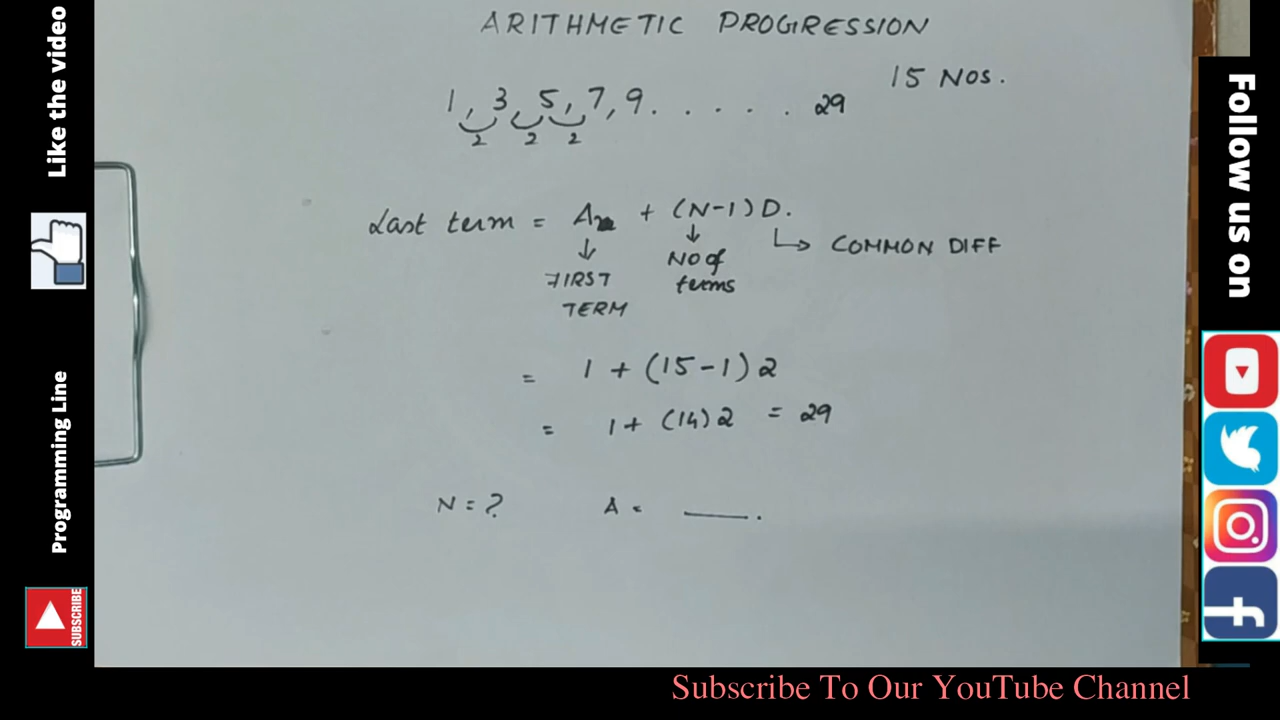 ARITHMETIC PROGRESSION
15 Nos.
1, 3, 5, 7, 9 . . . . . 29
2 2 2
Last term = A + (N-1) D.
↓ ↓ ↳ COMMON DIFF
FIRST TERM
NO of terms
= 1 + (15-1) 2
= 1 + (14) 2 = 29
N = ? A = ___.
Like the video
Programming Line
SUBSCRIBE
Follow us on
Subscribe To Our YouTube Channel